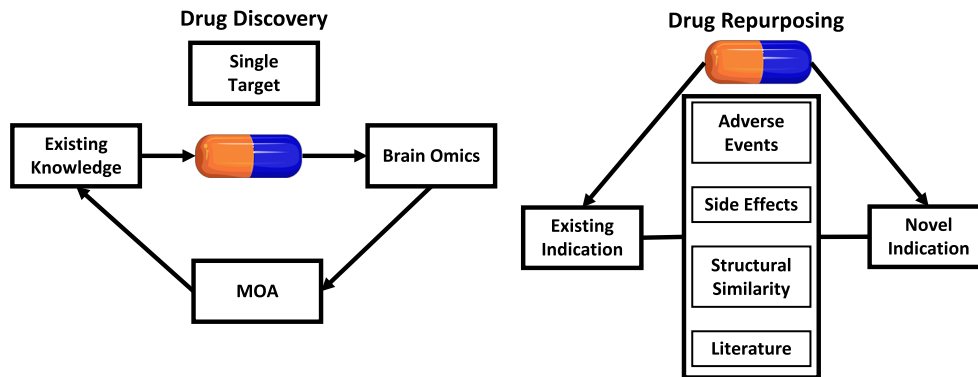 Drug Discovery
Single
Target
Existing
Knowledge
Brain Omics
MOA
Drug Repurposing
Adverse
Events
Side Effects
Existing
Indication
Novel
Indication
Structural
Similarity
Literature